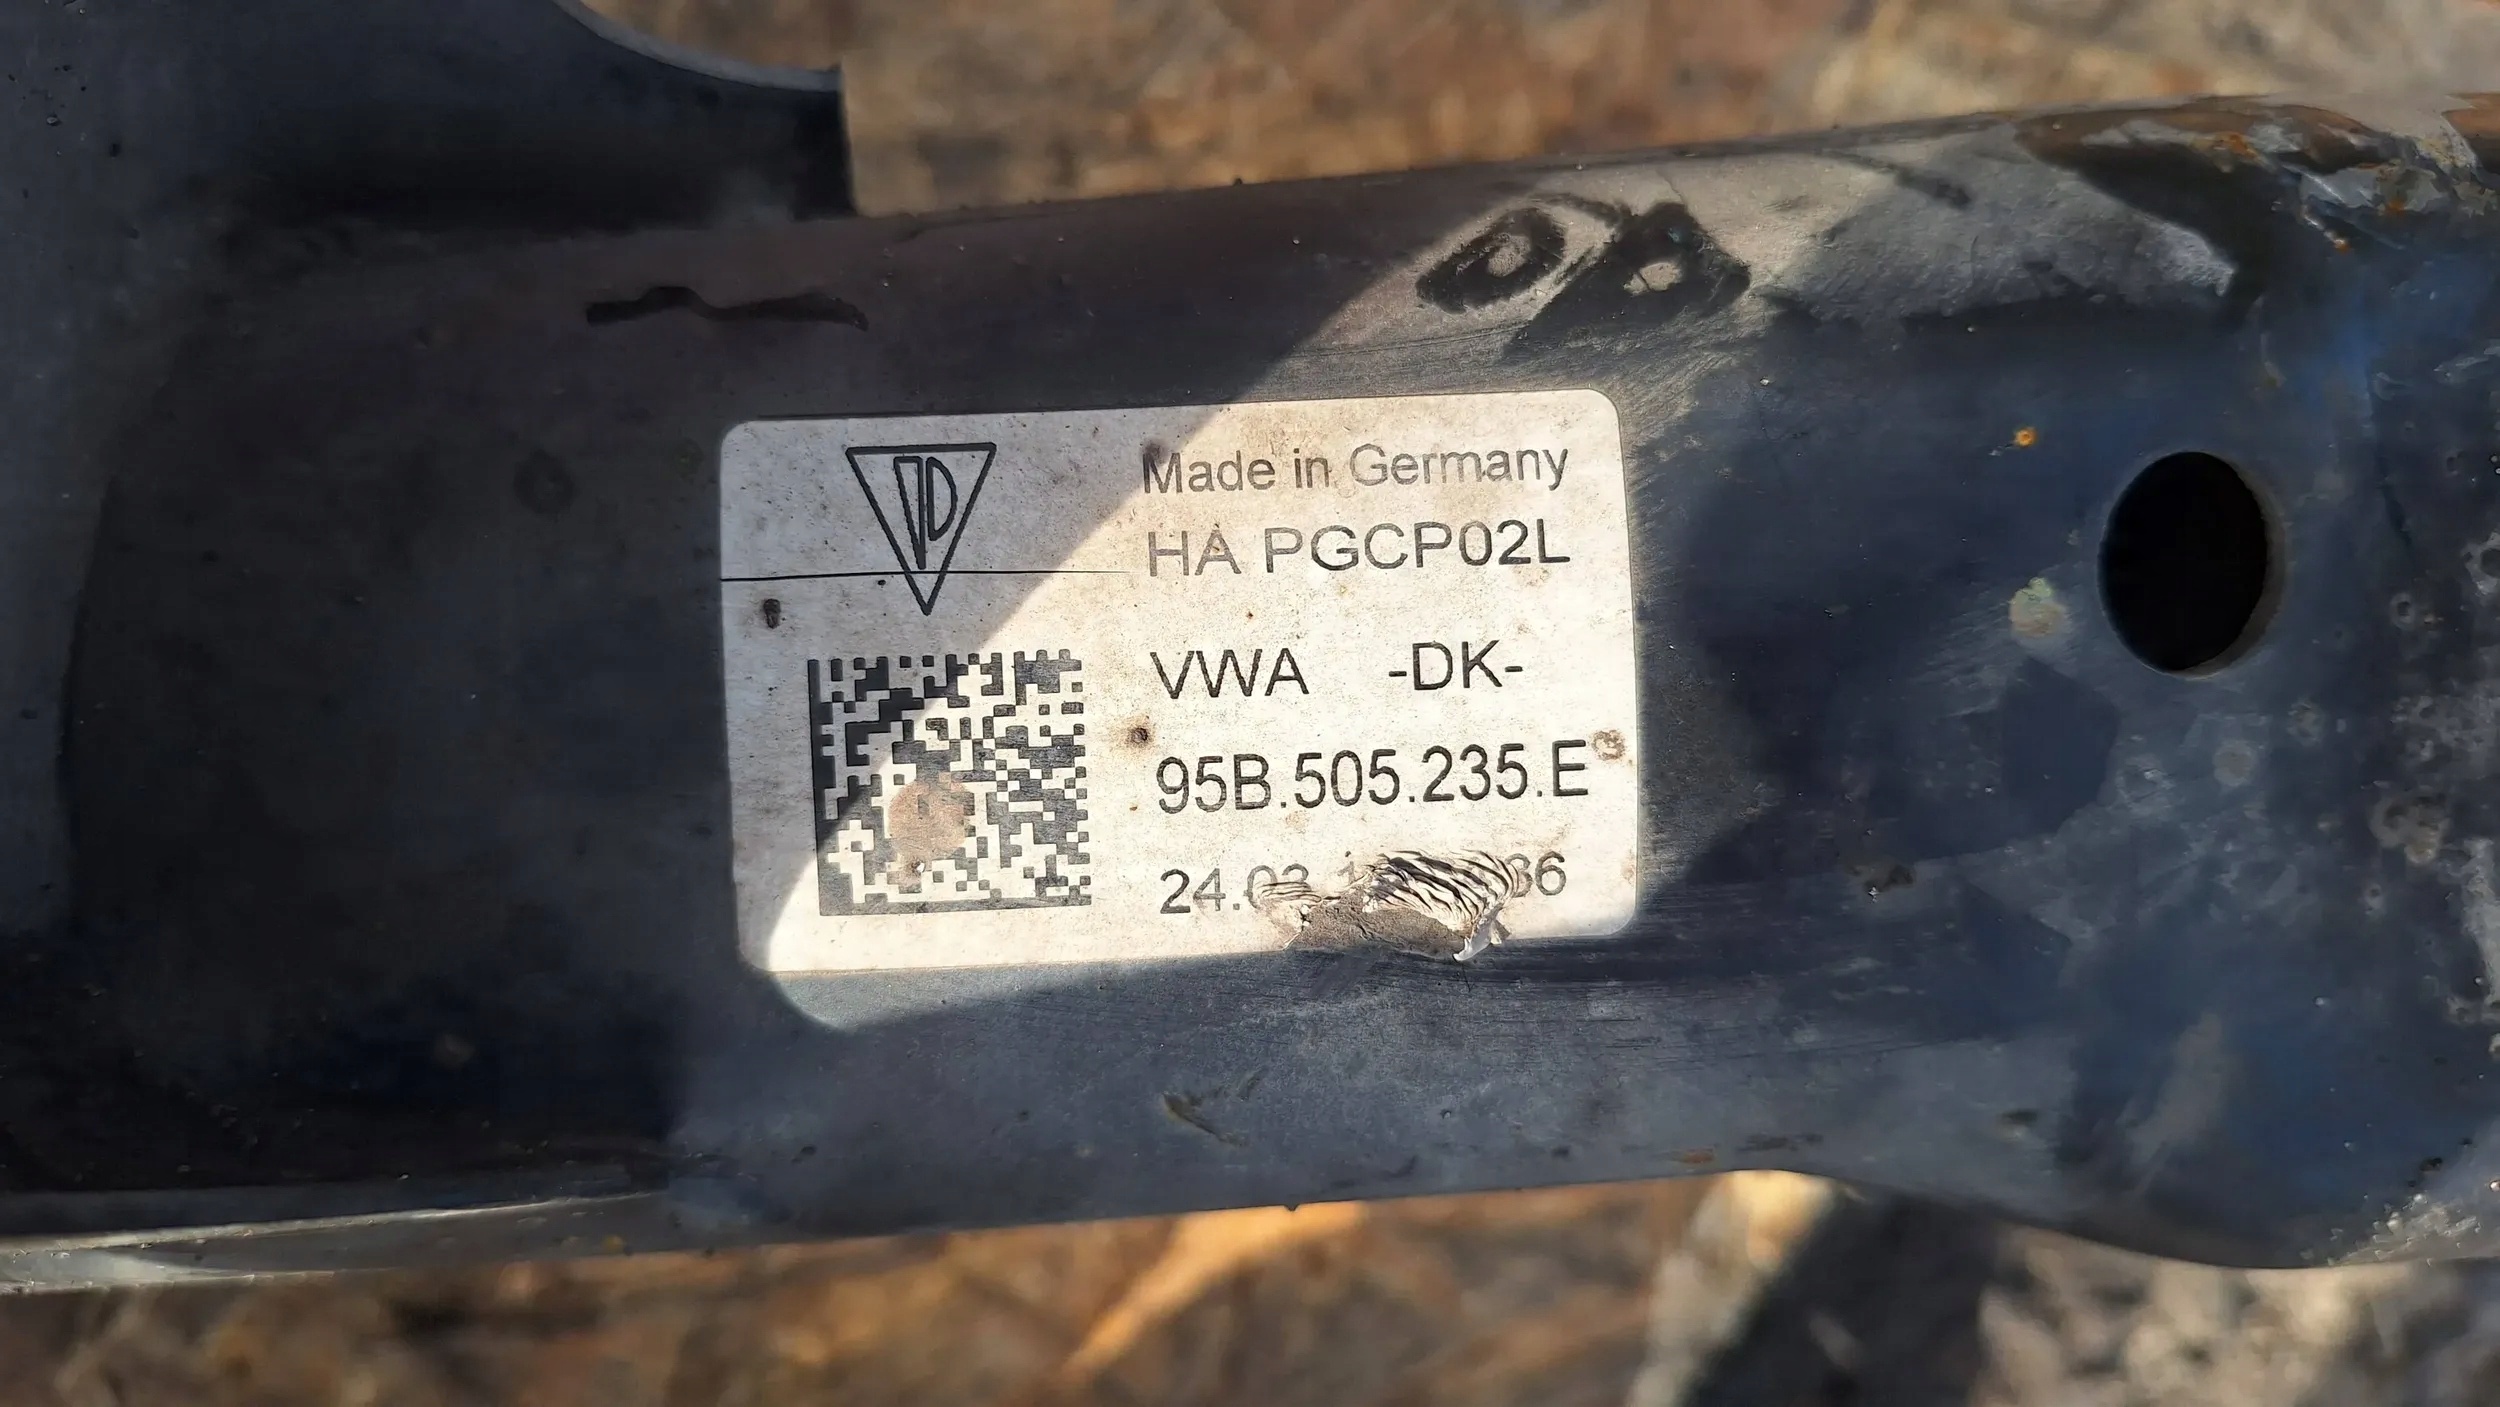 Made in Germany
HA PGCP02L
VWA -DK-
95B.505.235.E